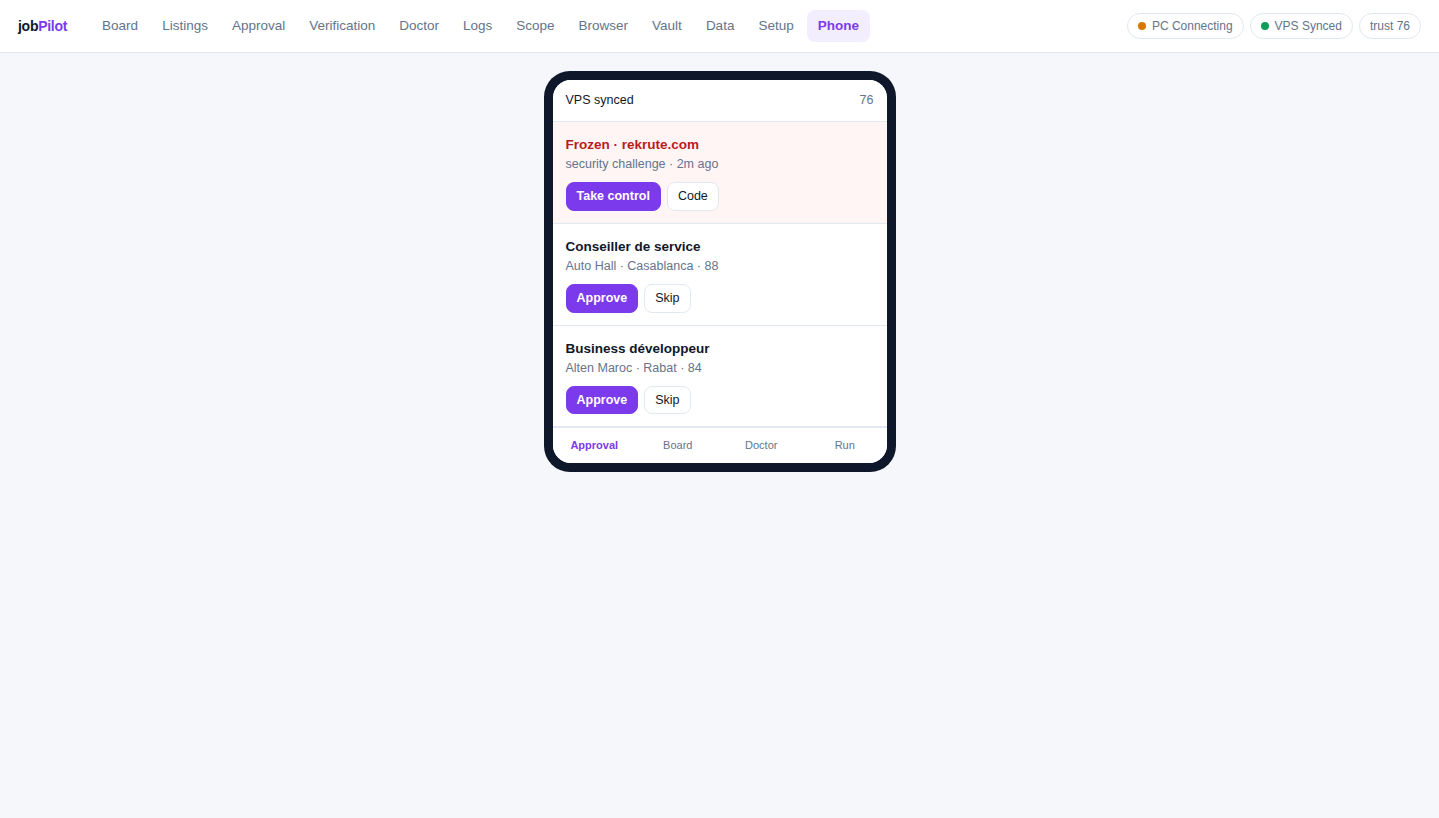 jobPilot Board Listings Approval Verification Doctor Logs Scope Browser Vault Data Setup Phone PC Connecting VPS Synced trust 76
VPS synced 76
Frozen · rekrute.com
security challenge · 2m ago
Take control Code
Conseiller de service
Auto Hall · Casablanca · 88
Approve Skip
Business développeur
Alten Maroc · Rabat · 84
Approve Skip
Approval Board Doctor Run